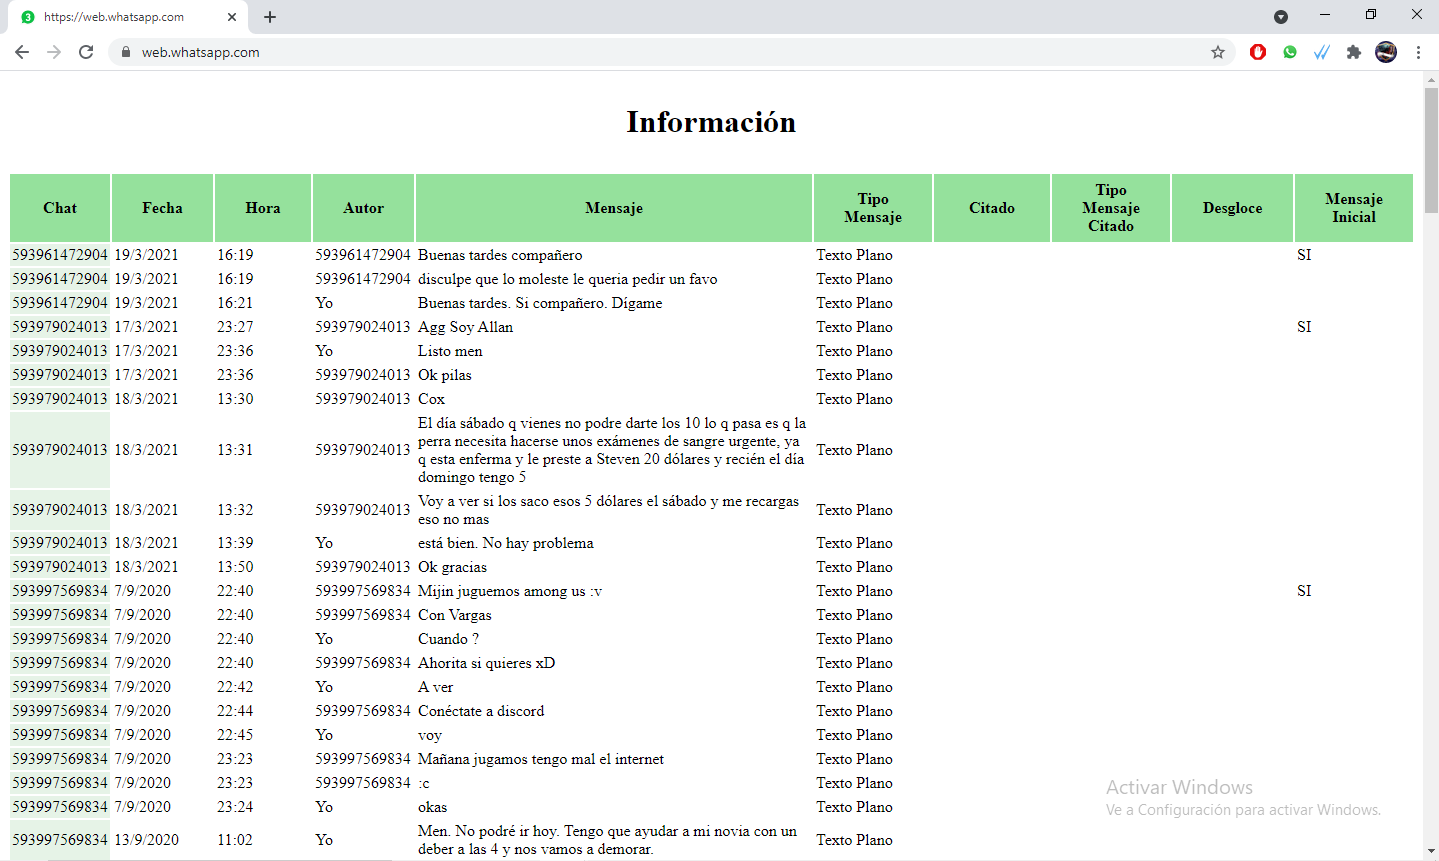 https://web.whatsapp.com
web.whatsapp.com
Información
Chat Fecha Hora Autor Mensaje Tipo Mensaje Citado Tipo Mensaje Citado Desgloce Mensaje Inicial
593961472904 19/3/2021 16:19 593961472904 Buenas tardes compañero Texto Plano SI
593961472904 19/3/2021 16:19 593961472904 disculpe que lo moleste le queria pedir un favo Texto Plano
593961472904 19/3/2021 16:21 Yo Buenas tardes. Si compañero. Dígame Texto Plano
593979024013 17/3/2021 23:27 593979024013 Agg Soy Allan Texto Plano SI
593979024013 17/3/2021 23:36 Yo Listo men Texto Plano
593979024013 17/3/2021 23:36 593979024013 Ok pilas Texto Plano
593979024013 18/3/2021 13:30 593979024013 Cox Texto Plano
593979024013 18/3/2021 13:31 593979024013 El día sábado q vienes no podre darte los 10 lo q pasa es q la
perra necesita hacerse unos exámenes de sangre urgente, ya
q esta enferma y le preste a Steven 20 dólares y recién el día
domingo tengo 5 Texto Plano
593979024013 18/3/2021 13:32 593979024013 Voy a ver si los saco esos 5 dólares el sábado y me recargas
eso no mas Texto Plano
593979024013 18/3/2021 13:39 Yo está bien. No hay problema Texto Plano
593979024013 18/3/2021 13:50 593979024013 Ok gracias Texto Plano
593997569834 7/9/2020 22:40 593997569834 Mijin juguemos among us :v Texto Plano SI
593997569834 7/9/2020 22:40 593997569834 Con Vargas Texto Plano
593997569834 7/9/2020 22:40 Yo Cuando ? Texto Plano
593997569834 7/9/2020 22:40 593997569834 Ahorita si quieres xD Texto Plano
593997569834 7/9/2020 22:42 Yo A ver Texto Plano
593997569834 7/9/2020 22:44 593997569834 Conéctate a discord Texto Plano
593997569834 7/9/2020 22:45 Yo voy Texto Plano
593997569834 7/9/2020 23:23 593997569834 Mañana jugamos tengo mal el internet Texto Plano
593997569834 7/9/2020 23:23 593997569834 :c Texto Plano
593997569834 7/9/2020 23:24 Yo okas Texto Plano
593997569834 13/9/2020 11:02 Yo Men. No podré ir hoy. Tengo que ayudar a mi novia con un
deber a las 4 y nos vamos a demorar. Texto Plano
Activar Windows
Ve a Configuración para activar Windows.